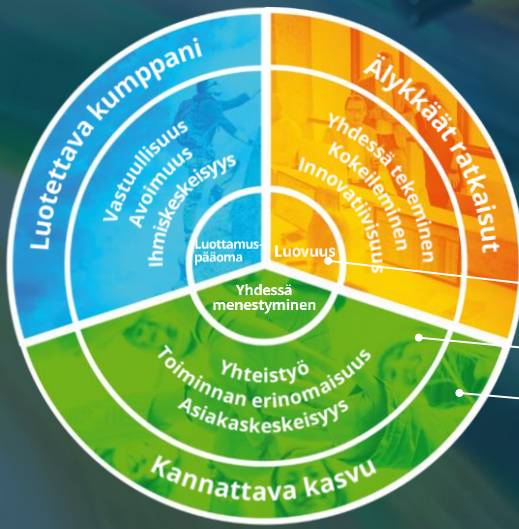 Luotettava kumppani
Vastuullisuus
Avoimuus
Ihmiskeskeisyys
Luottamus-
pääoma
Älykkäät ratkaisut
Yhdessä tekeminen
Kokeileminen
Innovatiivisuus
Luovuus
Yhdessä
menestyminen
Yhteistyö
Toiminnan erinomaisuus
Asiakaskeskeisyys
Kannattava kasvu